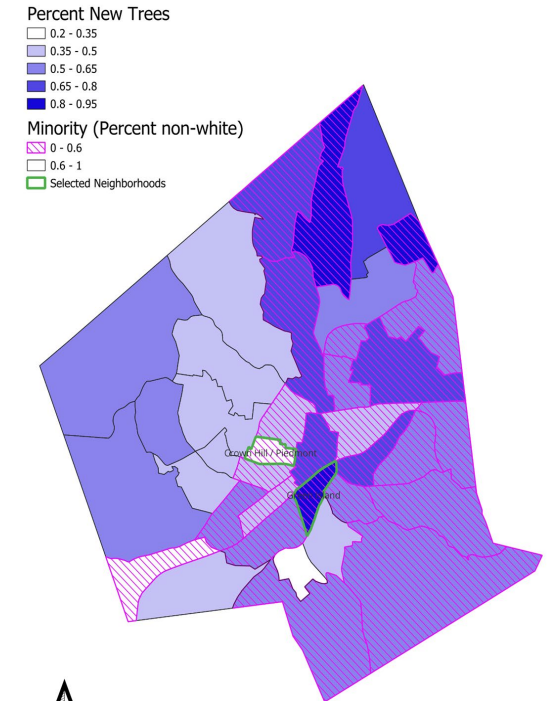 Percent New Trees
0.2 - 0.35
0.35 - 0.5
0.5 - 0.65
0.65 - 0.8
0.8 - 0.95
Minority (Percent non-white)
0 - 0.6
0.6 - 1
Selected Neighborhoods
Crown Hill / Piedmont